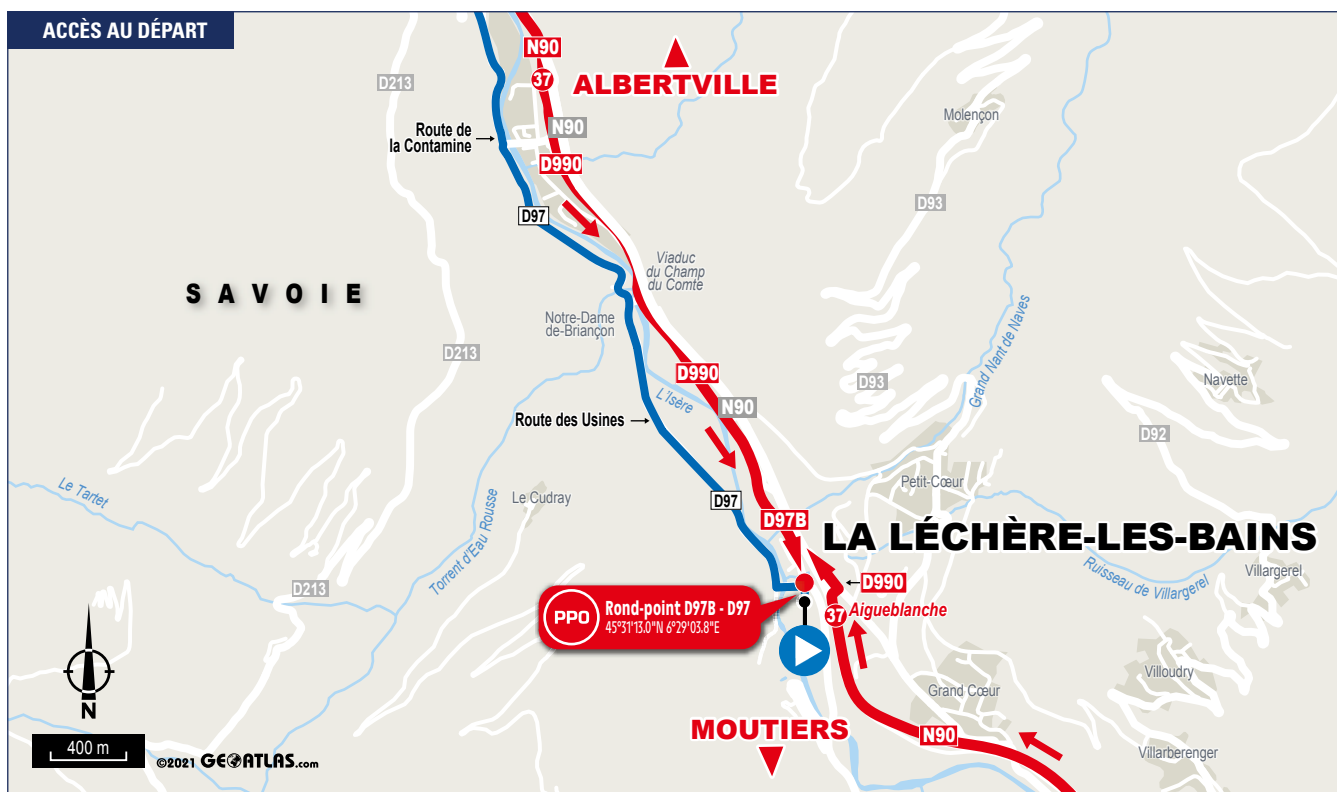 ACCÈS AU DÉPART
N90
37
ALBERTVILLE
D213
Molençon
Route de
la Contamine
N90
D990
D93
D97
Viaduc
du Champ
du Comte
SAVOIE
Notre-Dame
de-Briançon
Grand Nant de Naves
D213
D990
D93
Navette
L'Isère
N90
Route des Usines
D92
Le Tartet
Petit-Cœur
Le Cudray
D97
D97B
LA LÉCHÈRE-LES-BAINS
Torrent d'Eau Rousse
Ruisseau de Villargerel
Villargerel
D213
D990
PPO
Rond-point D97B - D97
45°31'13.0"N 6°29'03.8"E
37
Aigueblanche
Villoudry
Grand Cœur
N
MOUTIERS
N90
400 m
Villarberenger
©2021 GEOATLAS.com